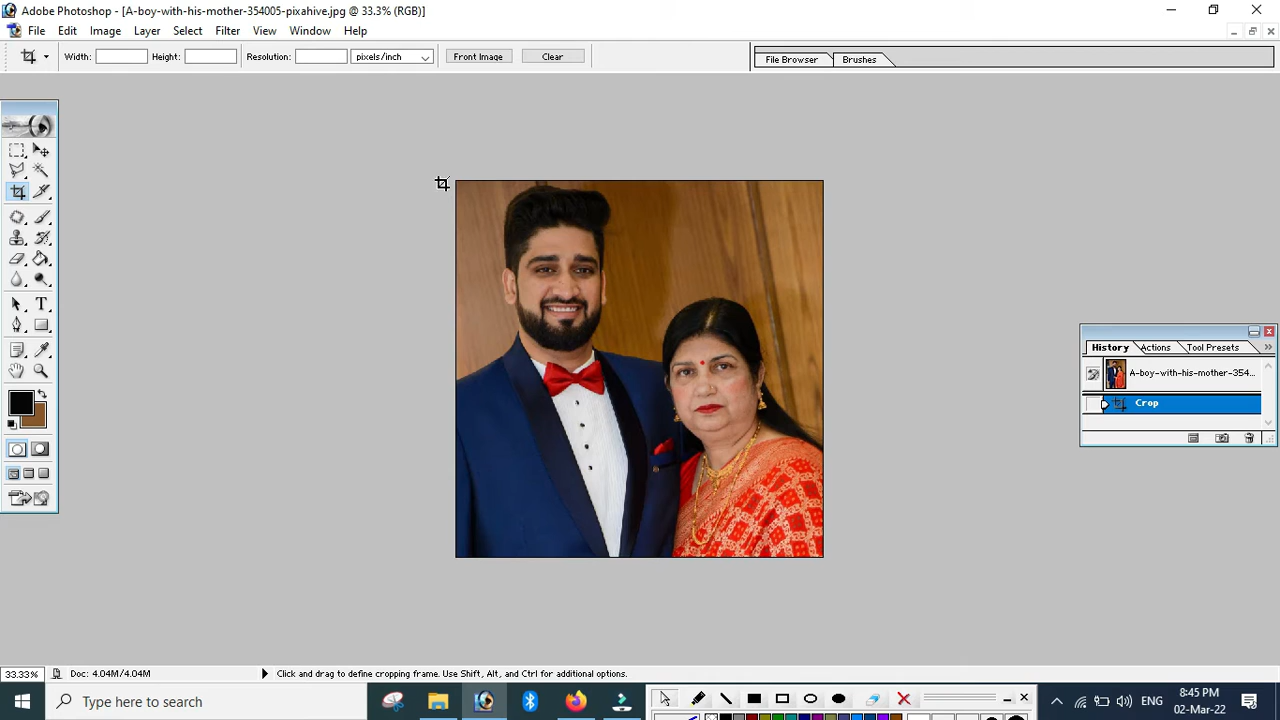 Adobe Photoshop - [A-boy-with-his-mother-354005-pixahive.jpg @ 33.3% (RGB)]
File Edit Image Layer Select Filter View Window Help
Width: Height: Resolution: pixels/inch Front Image Clear File Browser Brushes
History Actions Tool Presets
A-boy-with-his-mother-354...
Crop
33.33% Doc: 4.04M/4.04M Click and drag to define cropping frame. Use Shift, Alt, and Ctrl for additional options.
Type here to search
ENG
8:45 PM
02-Mar-22